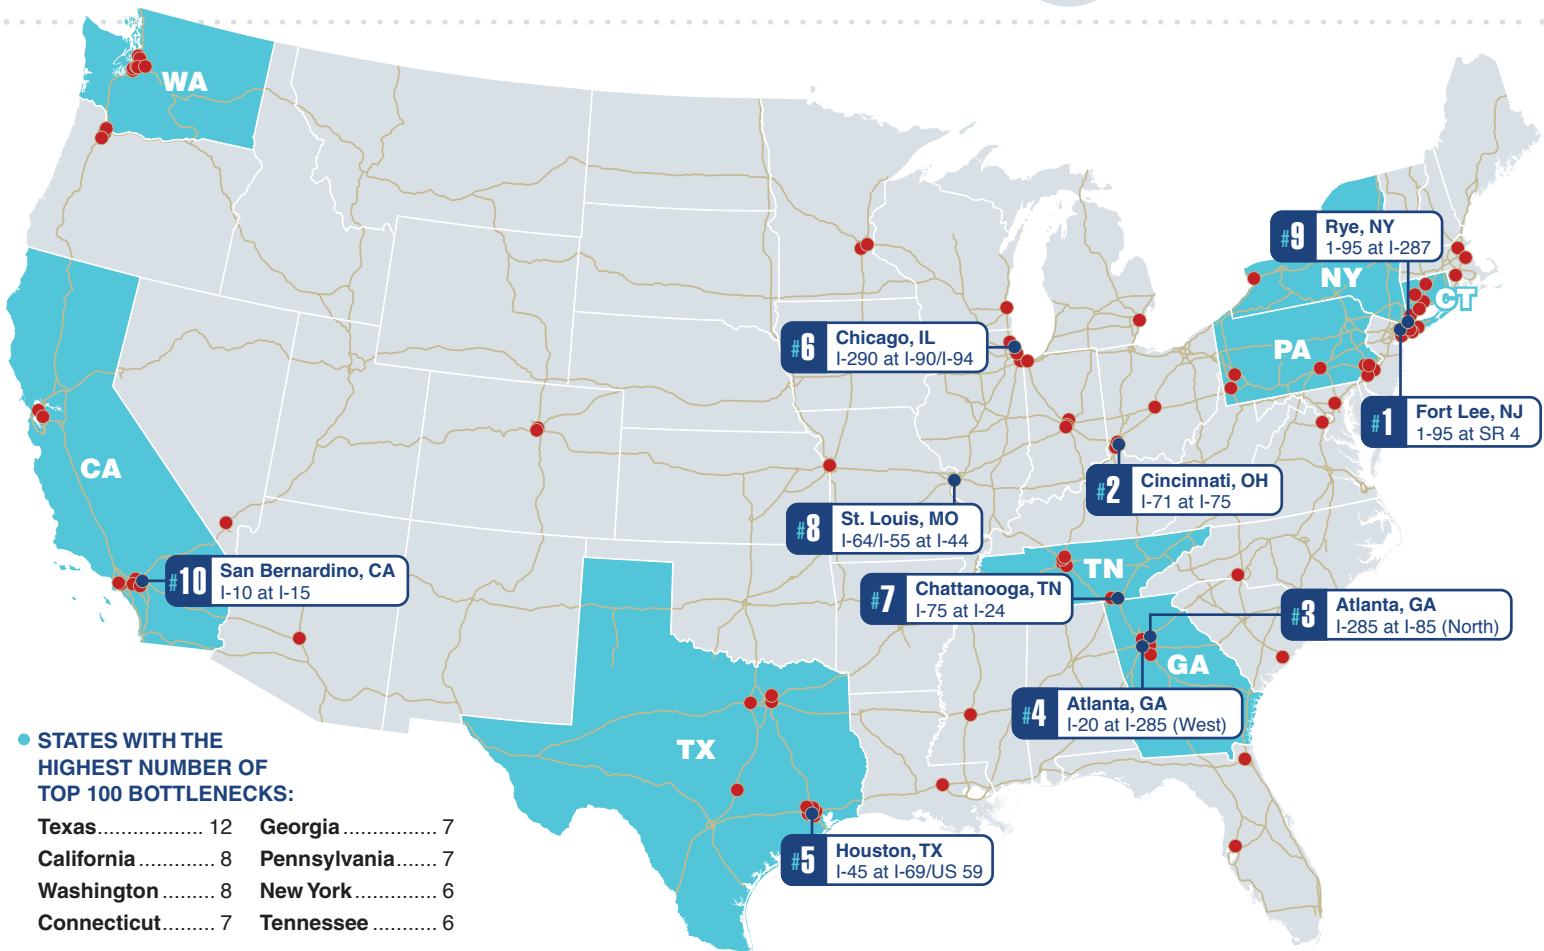 WA
#9 Rye, NY
1-95 at I-287
NY
CT
#6 Chicago, IL
I-290 at I-90/I-94
PA
#1 Fort Lee, NJ
1-95 at SR 4
CA
#2 Cincinnati, OH
I-71 at I-75
#8 St. Louis, MO
I-64/I-55 at I-44
#10 San Bernardino, CA
I-10 at I-15
TN
#7 Chattanooga, TN
I-75 at I-24
#3 Atlanta, GA
I-285 at I-85 (North)
GA
#4 Atlanta, GA
I-20 at I-285 (West)
TX
#5 Houston, TX
I-45 at I-69/US 59
STATES WITH THE
HIGHEST NUMBER OF
TOP 100 BOTTLENECKS:
Texas.................. 12
California ............. 8
Washington ......... 8
Connecticut......... 7
Georgia ................ 7
Pennsylvania....... 7
New York .............. 6
Tennessee ........... 6